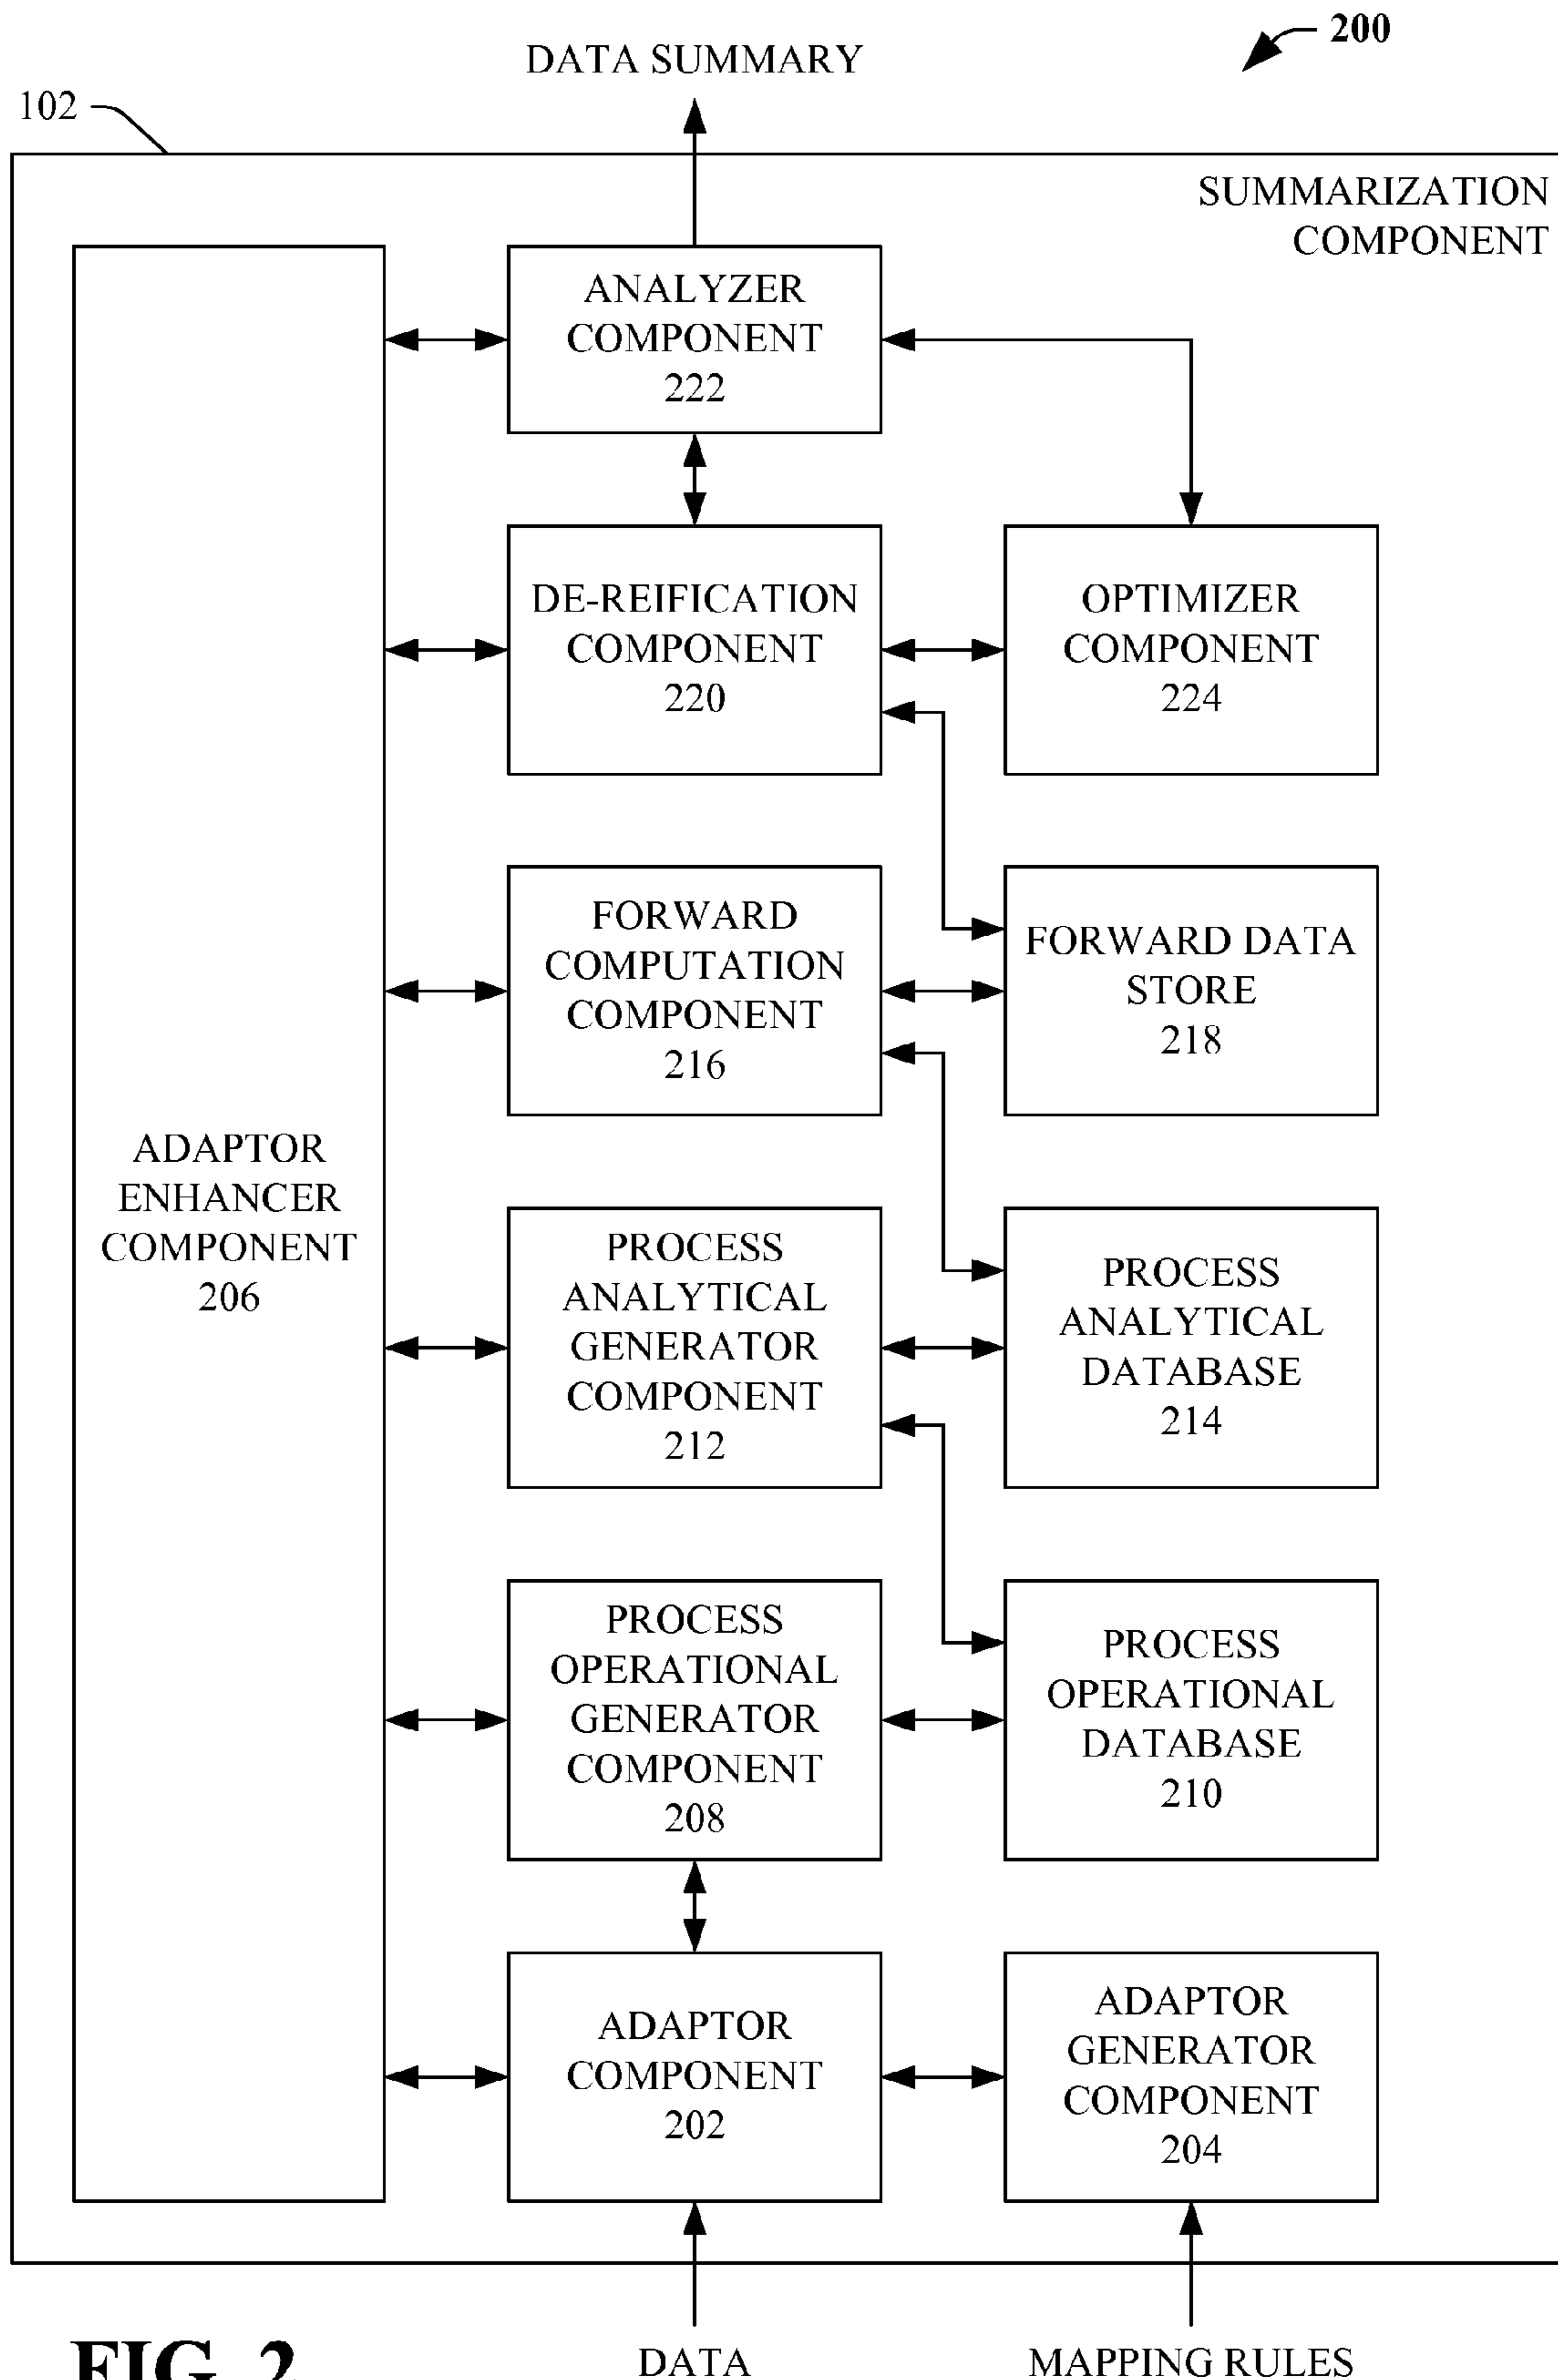 200
DATA SUMMARY
102
SUMMARIZATION
COMPONENT
ANALYZER
COMPONENT
222
DE-REIFICATION
COMPONENT
220
OPTIMIZER
COMPONENT
224
FORWARD
COMPUTATION
COMPONENT
216
FORWARD DATA
STORE
218
ADAPTOR
ENHANCER
COMPONENT
206
PROCESS
ANALYTICAL
GENERATOR
COMPONENT
212
PROCESS
ANALYTICAL
DATABASE
214
PROCESS
OPERATIONAL
GENERATOR
COMPONENT
208
PROCESS
OPERATIONAL
DATABASE
210
ADAPTOR
COMPONENT
202
ADAPTOR
GENERATOR
COMPONENT
204
FIG. 2
DATA
MAPPING RULES